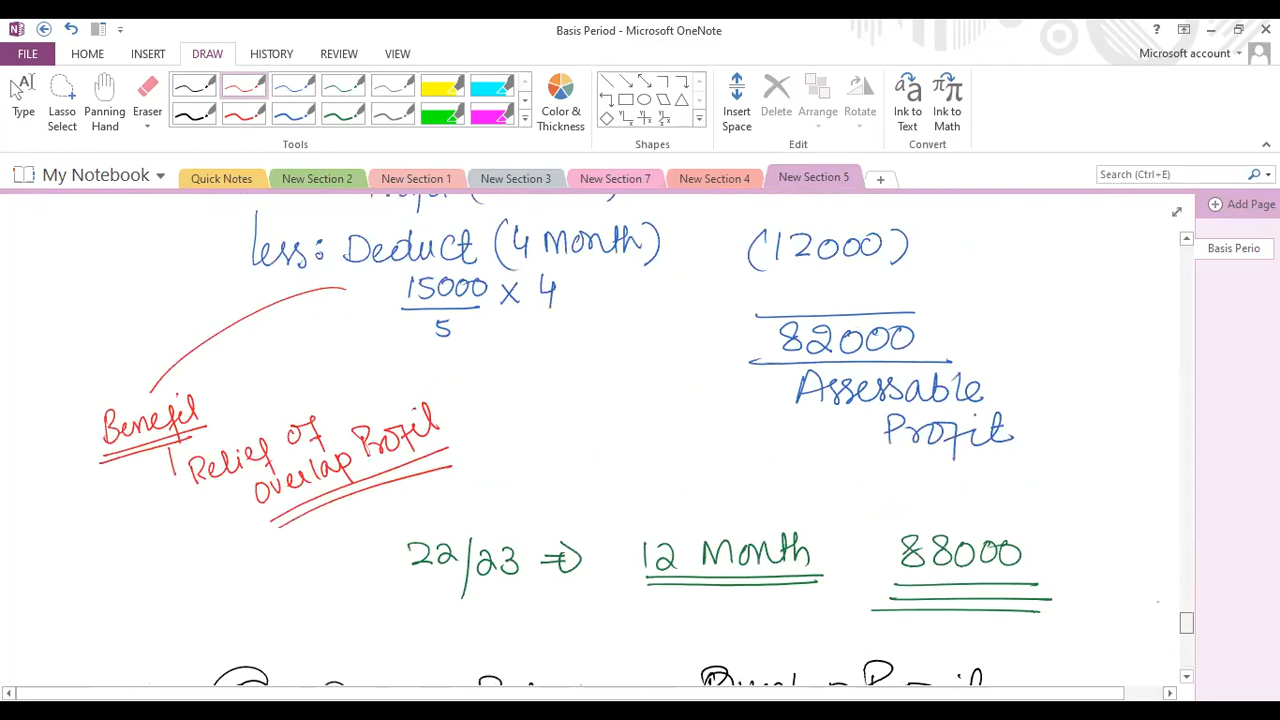 Basis Period - Microsoft OneNote
FILE HOME INSERT DRAW HISTORY REVIEW VIEW
Microsoft account
Type Lasso Select Panning Hand Eraser Color & Thickness Insert Space Delete Arrange Rotate Ink to Text Ink to Math
Tools Shapes Edit Convert
My Notebook Quick Notes New Section 2 New Section 1 New Section 3 New Section 7 New Section 4 New Section 5
Search (Ctrl+E)
Add Page
Basis Perio
less: Deduct (4 Month) (12000)
15000 x 4
5
82000
Assessable
Profit
Benefit
Relief of
overlap Profit
22/23 => 12 Month 88000